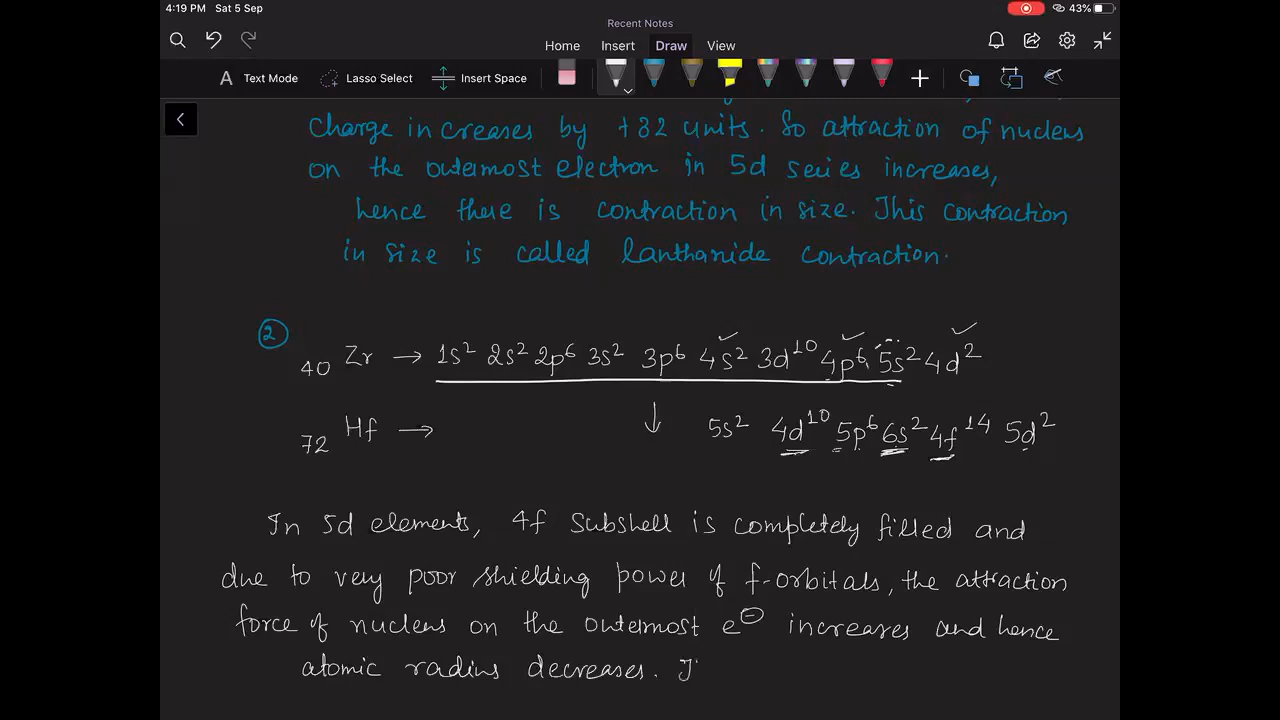 4:19 PM Sat 5 Sep
43%
Recent Notes
Home Insert Draw View
A Text Mode Lasso Select Insert Space
Charge in creases by +32 units. So attraction of nucleus
on the outermost electron in 5d series increases,
hence there is contraction in size. This contraction
in size is called lanthanide contraction.
2
40 Zr → 1s² 2s² 2p⁶ 3s² 3p⁶ 4s² 3d¹⁰ 4p⁶ 5s² 4d²
72 Hf → ↓ 5s² 4d¹⁰ 5p⁶ 6s² 4f¹⁴ 5d²
In 5d elements, 4f Subshell is completely filled and
due to very poor shielding power of f-orbitals, the attraction
force of nucleus on the outermost e⊖ increases and hence
atomic radius decreases.